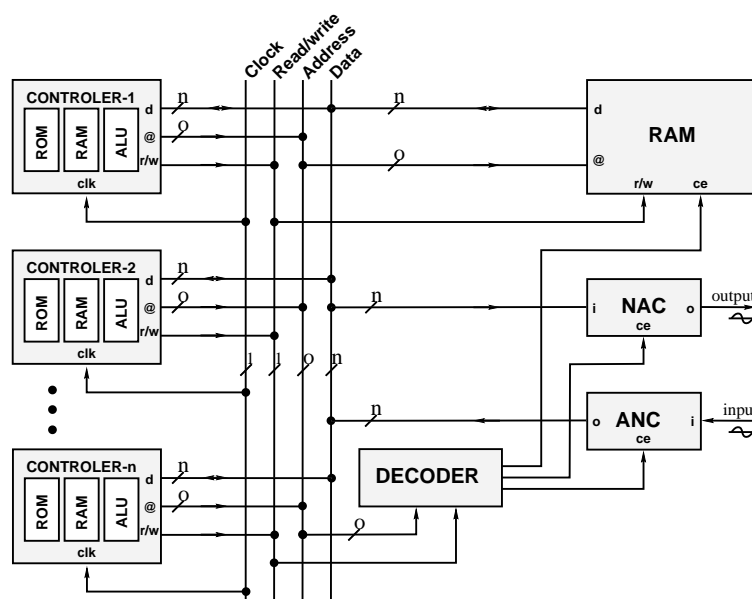 Clock
Read/write
Address
Data
CONTROLER-1
ROM
RAM
ALU
d
@
r/w
clk
n
o
n
o
RAM
d
@
r/w
ce
CONTROLER-2
ROM
RAM
ALU
d
@
r/w
clk
n
o
1
1
o
n
n
i
NAC
o
ce
output
n
o
ANC
i
ce
input
CONTROLER-n
ROM
RAM
ALU
d
@
r/w
clk
n
o
o
DECODER